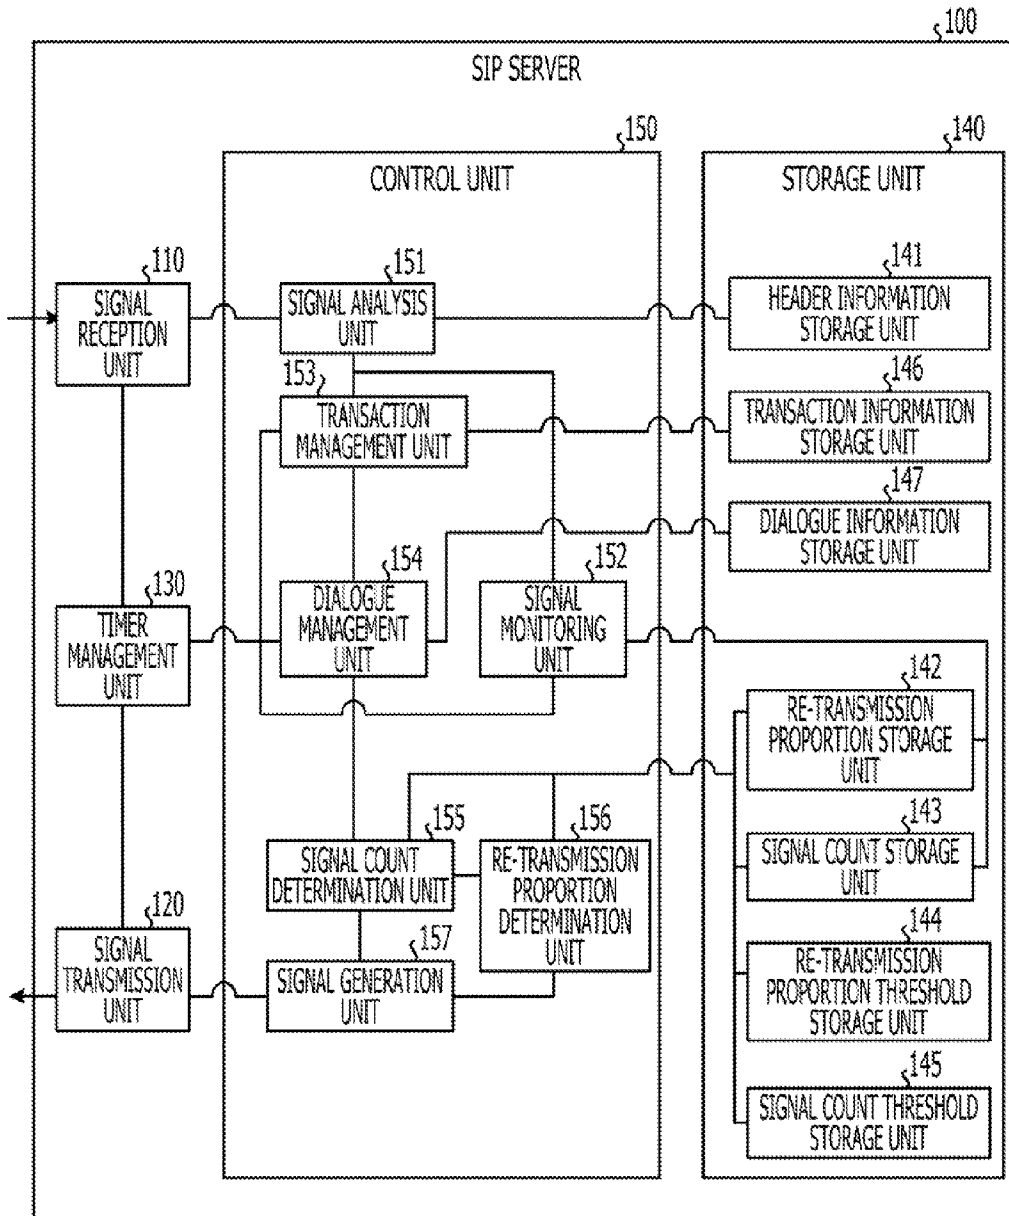 100
SIP SERVER
150
CONTROL UNIT
140
STORAGE UNIT
110
SIGNAL
RECEPTION
UNIT
151
SIGNAL ANALYSIS
UNIT
141
HEADER INFORMATION
STORAGE UNIT
153
TRANSACTION
MANAGEMENT UNIT
146
TRANSACTION INFORMATION
STORAGE UNIT
147
DIALOGUE INFORMATION
STORAGE UNIT
130
TIMER
MANAGEMENT
UNIT
154
DIALOGUE
MANAGEMENT
UNIT
152
SIGNAL
MONITORING
UNIT
142
RE-TRANSMISSION
PROPORTION STORAGE
UNIT
155
SIGNAL COUNT
DETERMINATION UNIT
156
RE-TRANSMISSION
PROPORTION
DETERMINATION
UNIT
143
SIGNAL COUNT STORAGE
UNIT
120
SIGNAL
TRANSMISSION
UNIT
157
SIGNAL GENERATION
UNIT
144
RE-TRANSMISSION
PROPORTION THRESHOLD
STORAGE UNIT
145
SIGNAL COUNT THRESHOLD
STORAGE UNIT